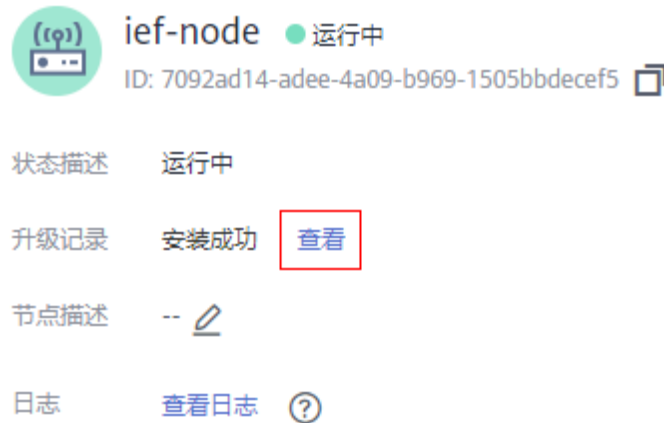 ief-node 运行中
ID: 7092ad14-adee-4a09-b969-1505bbdecef5
状态描述 运行中
升级记录 安装成功 查看
节点描述 --
日志 查看日志 ?